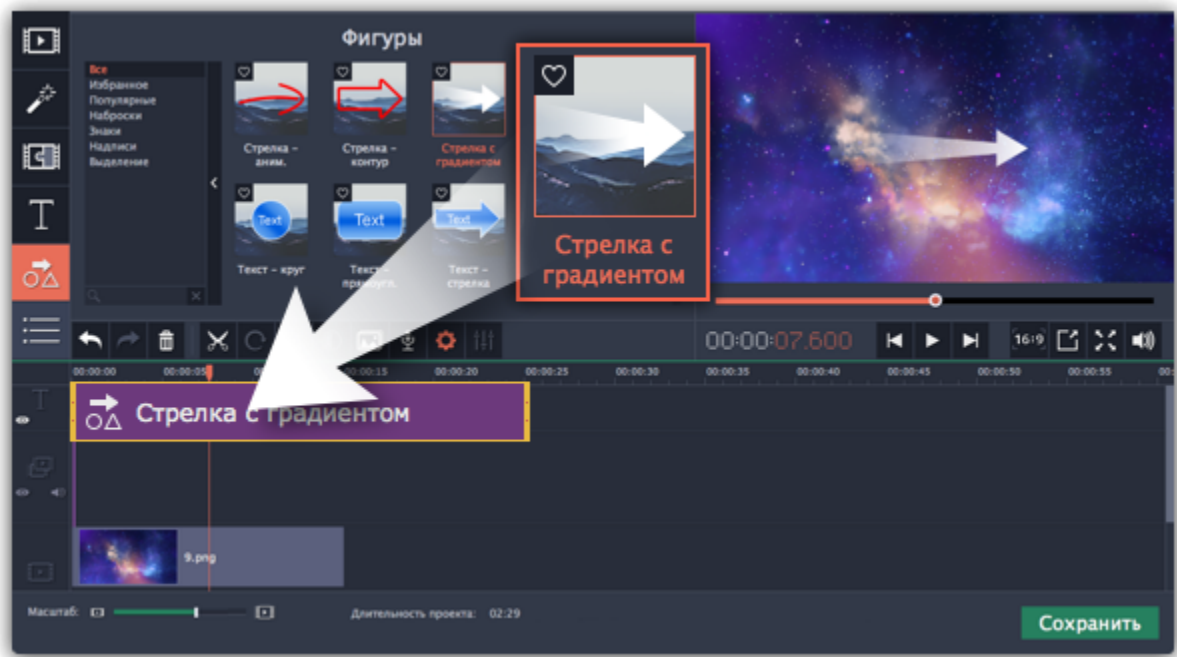 Фигуры
Все
Избранное
Популярные
Наброски
Знаки
Надписи
Выделение
Стрелка –
аним.
Стрелка –
контур
Стрелка с
градиентом
Text
Text
Text
Текст – круг
Текст –
прямоугл.
Текст –
стрелка
Стрелка с
градиентом
T
00:00:07.600
16:9
00:00:00
00:00:05
00:00:15
00:00:20
00:00:25
00:00:30
00:00:35
00:00:40
00:00:45
00:00:50
00:00:55
00:
T
Стрелка с градиентом
9.png
Масштаб:
Длительность проекта: 02:29
Сохранить